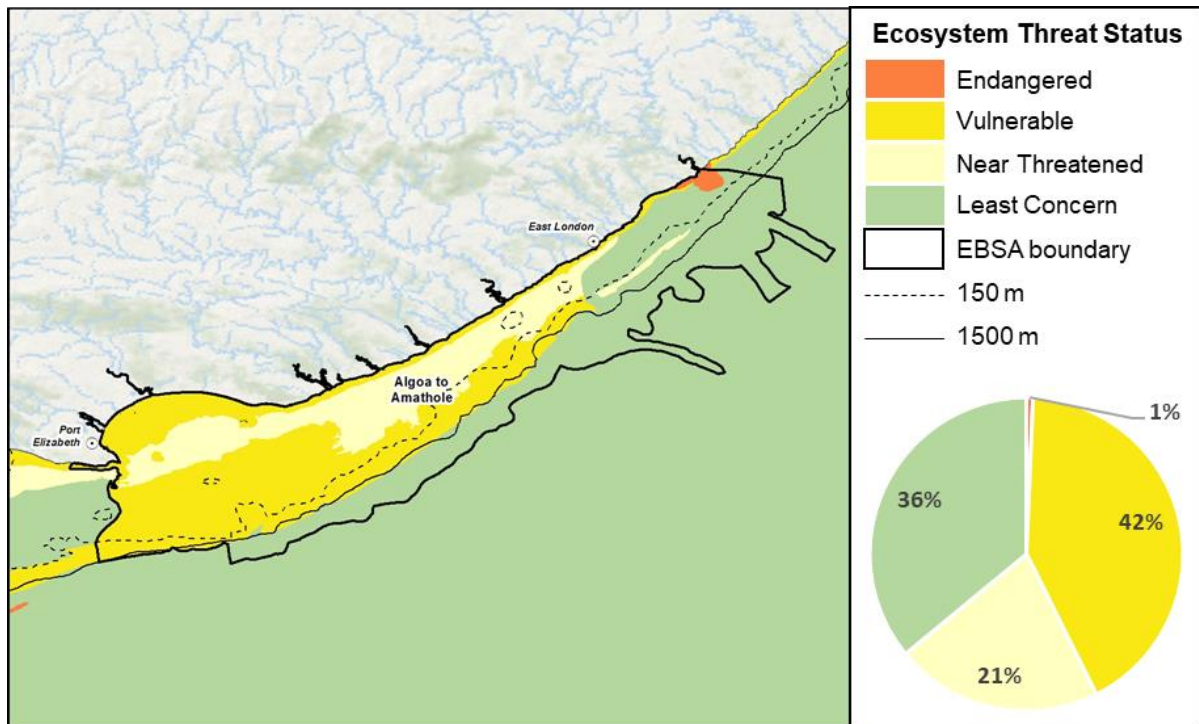 East London
Algoa to
Amathole
Port
Elizabeth
Ecosystem Threat Status
Endangered
Vulnerable
Near Threatened
Least Concern
EBSA boundary
150 m
1500 m
1%
36%
42%
21%